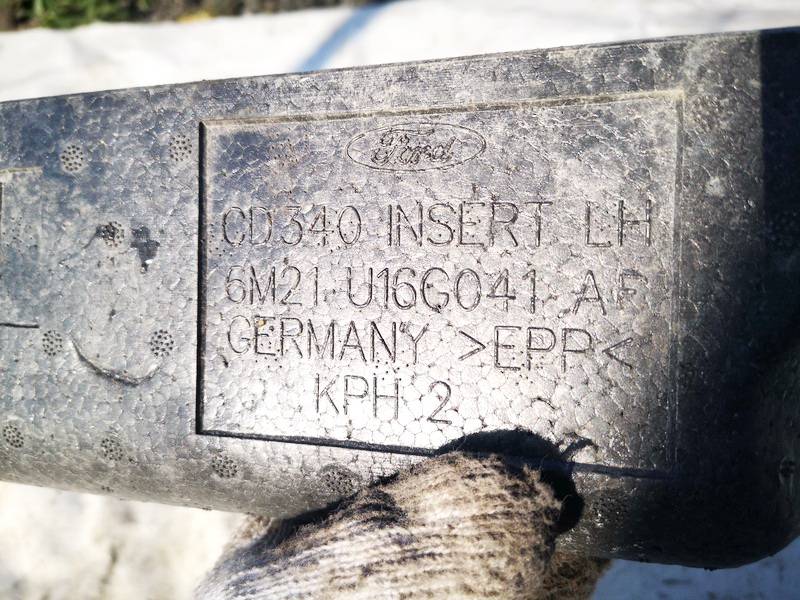 Ford
CD340 INSERT LH
6M21 U16G041 AF
GERMANY >EPP<
KPH 2